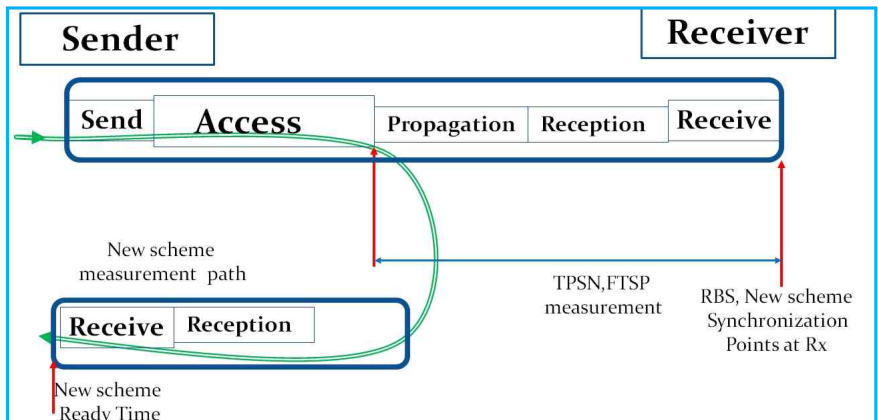 Sender
Receiver
Send
Access
Propagation
Reception
Receive
New scheme
measurement path
TPSN,FTSP
measurement
RBS, New scheme
Synchronization
Points at Rx
Receive
Reception
New scheme
Ready Time